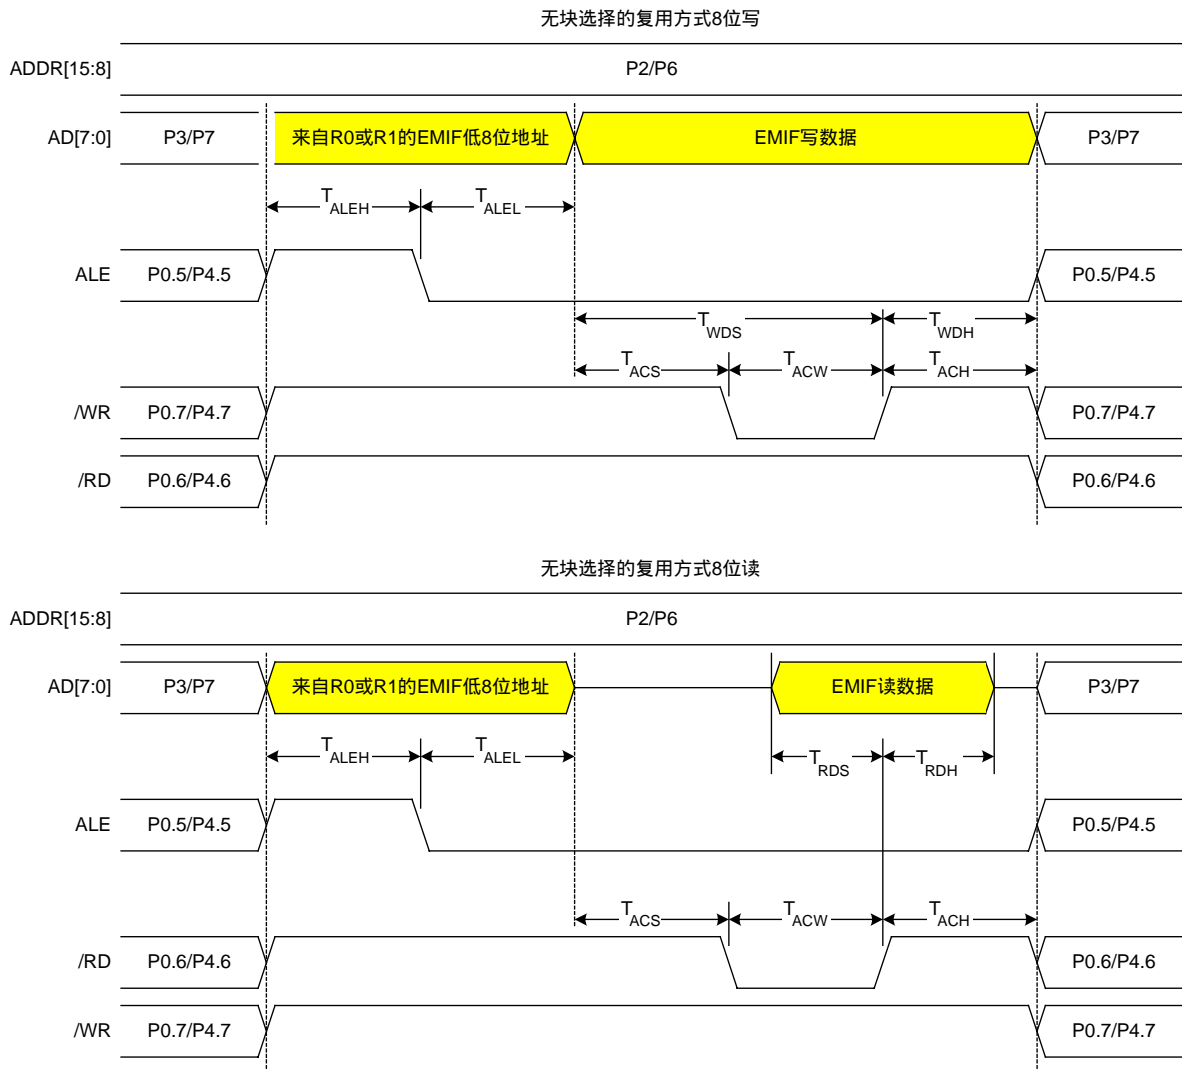 无块选择的复用方式8位写
ADDR[15:8] P2/P6
AD[7:0] P3/P7 来自R0或R1的EMIF低8位地址 EMIF写数据 P3/P7
TALEH TALEL
ALE P0.5/P4.5 P0.5/P4.5
TWDS TWDH
TACS TACW TACH
/WR P0.7/P4.7 P0.7/P4.7
/RD P0.6/P4.6 P0.6/P4.6
无块选择的复用方式8位读
ADDR[15:8] P2/P6
AD[7:0] P3/P7 来自R0或R1的EMIF低8位地址 EMIF读数据 P3/P7
TALEH TALEL TRDS TRDH
ALE P0.5/P4.5 P0.5/P4.5
TACS TACW TACH
/RD P0.6/P4.6 P0.6/P4.6
/WR P0.7/P4.7 P0.7/P4.7